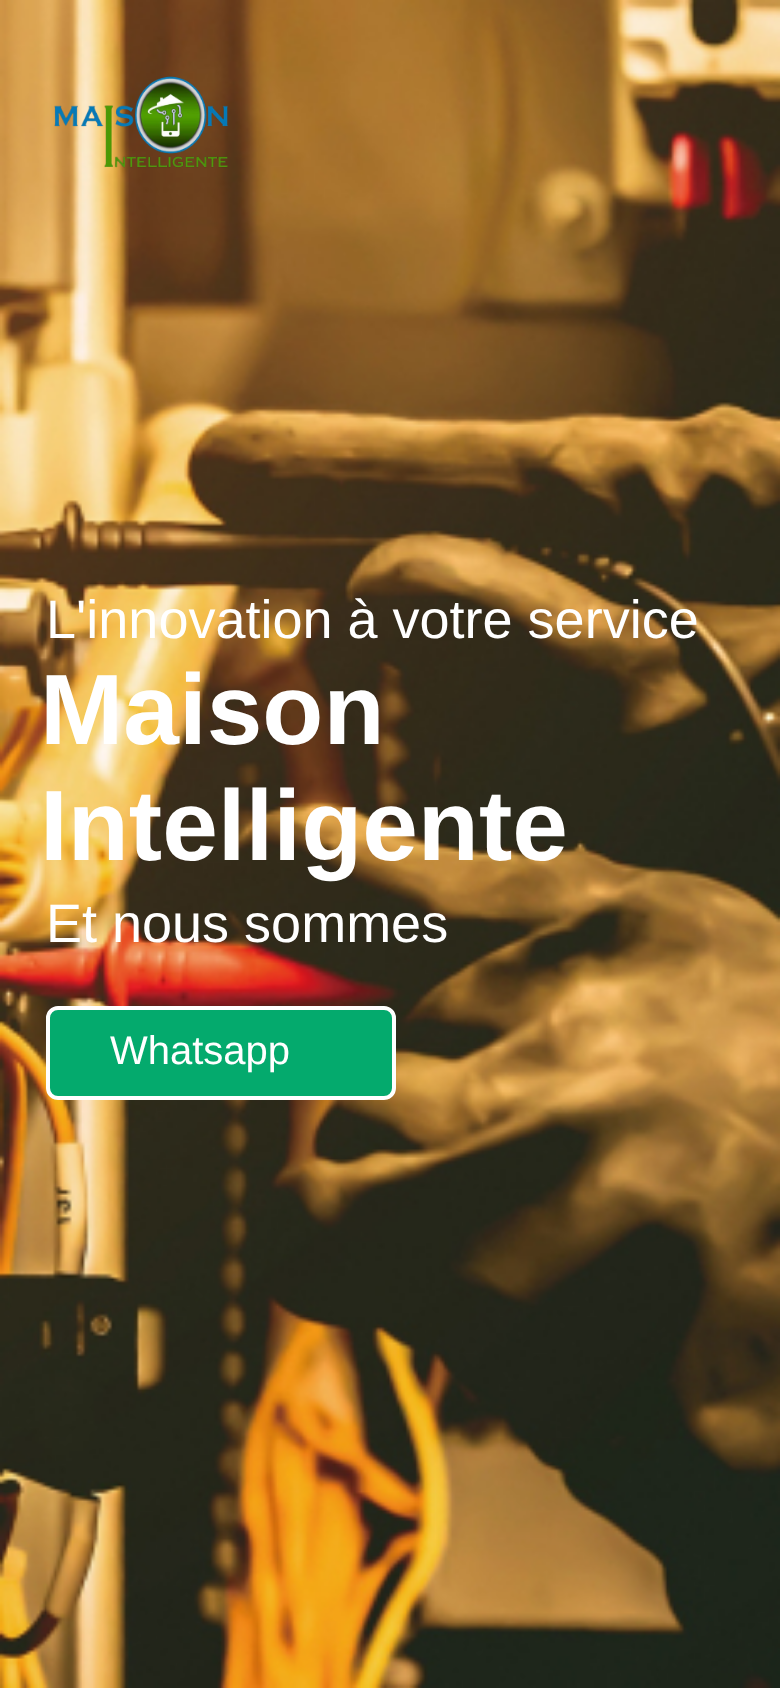 MAISON
INTELLIGENTE
L'innovation à votre service
Maison
Intelligente
Et nous sommes
Whatsapp